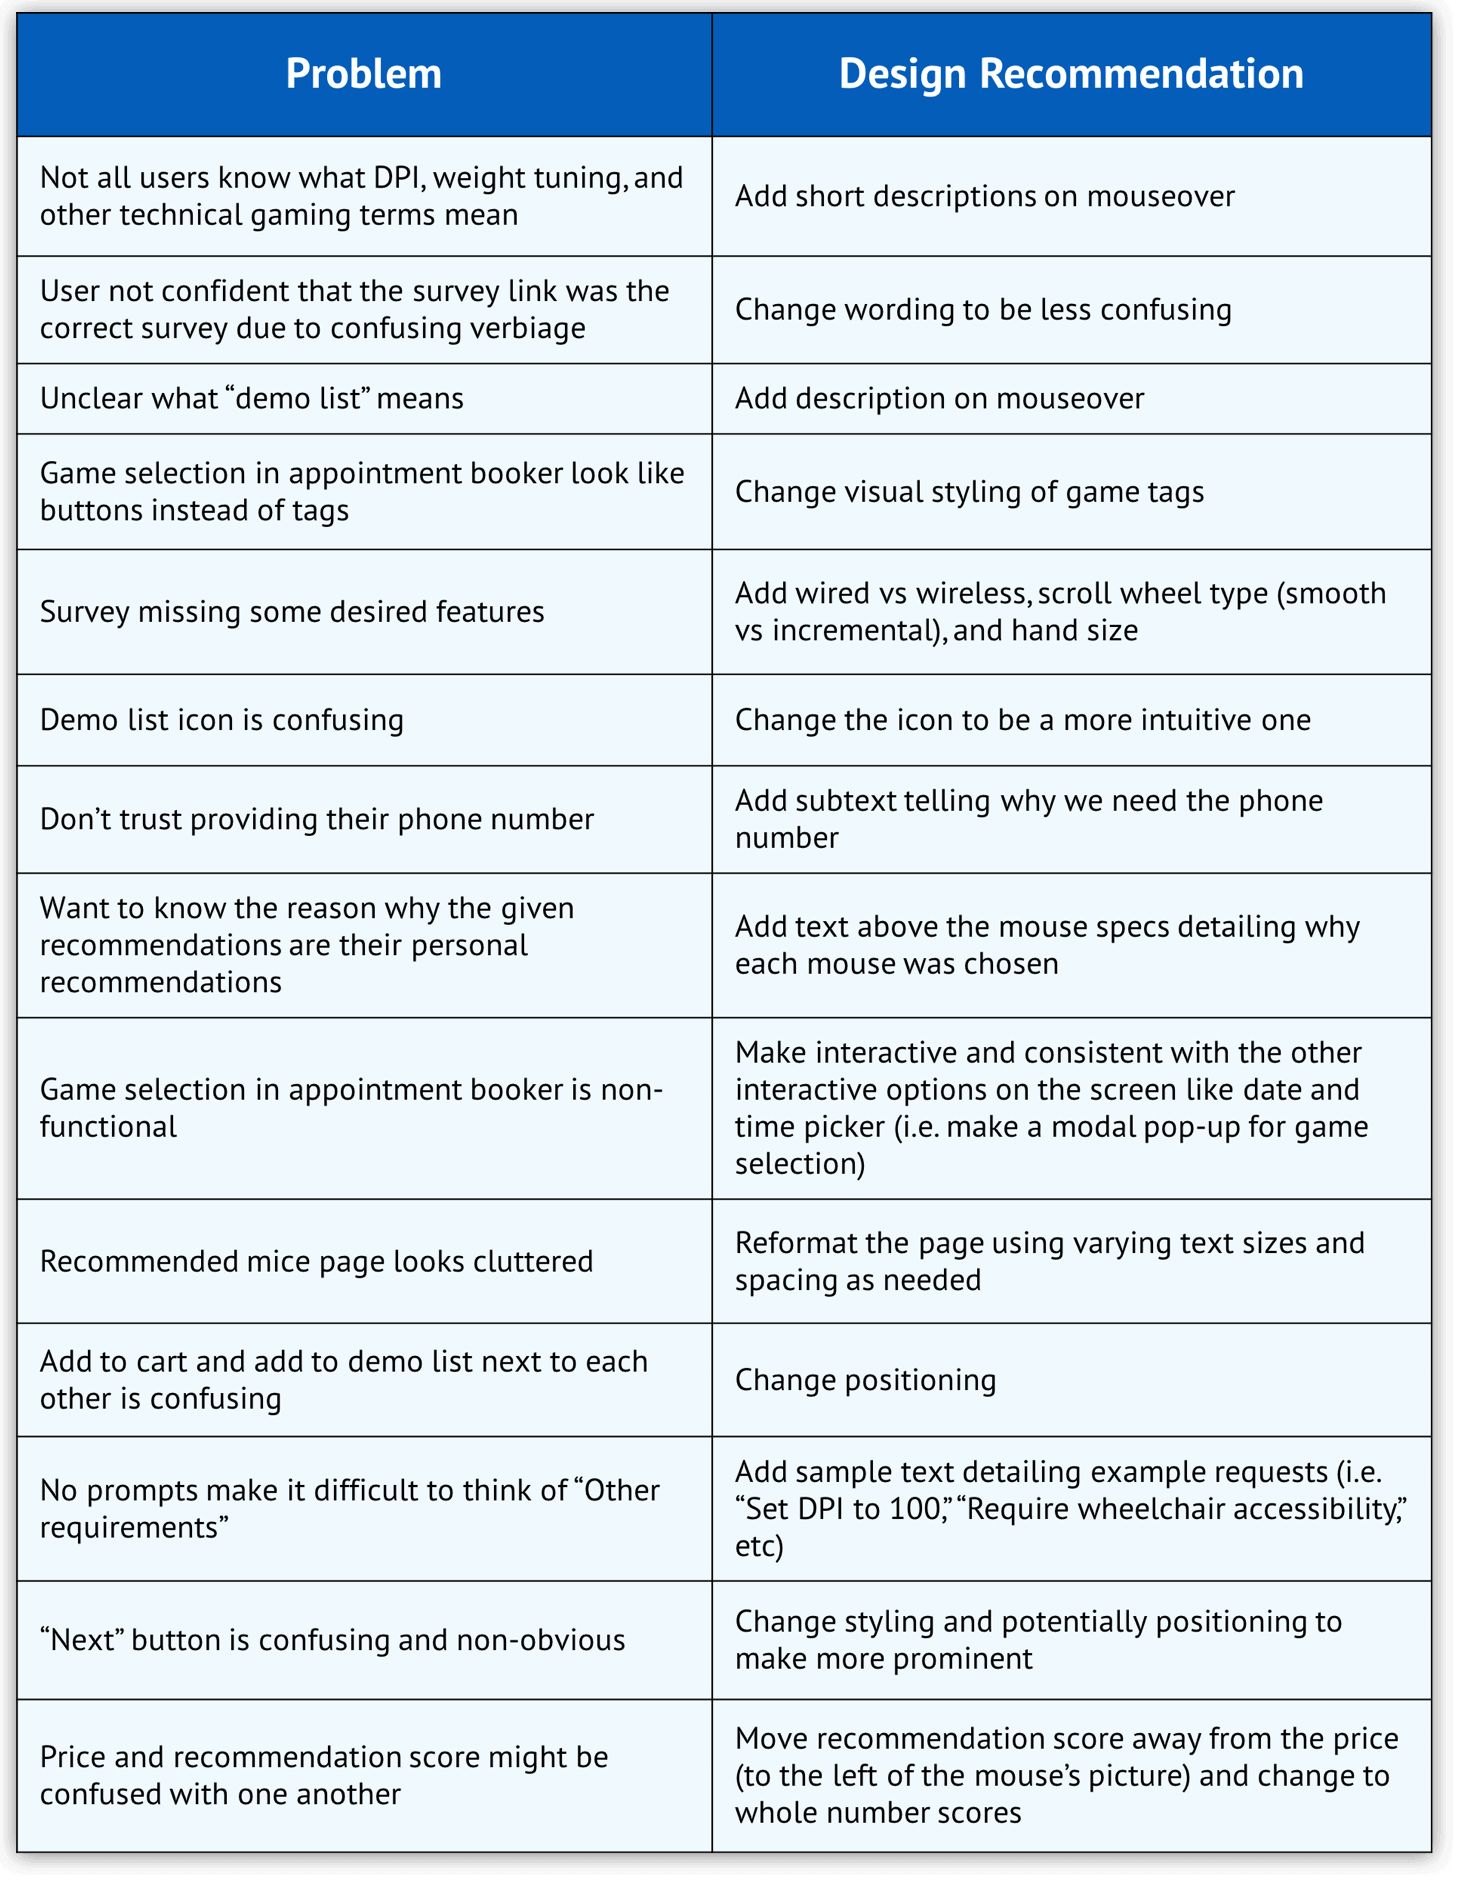 Problem
Design Recommendation
Not all users know what DPI, weight tuning, and
other technical gaming terms mean
Add short descriptions on mouseover
User not confident that the survey link was the
correct survey due to confusing verbiage
Change wording to be less confusing
Unclear what “demo list” means
Add description on mouseover
Game selection in appointment booker look like
buttons instead of tags
Change visual styling of game tags
Survey missing some desired features
Add wired vs wireless, scroll wheel type (smooth
vs incremental), and hand size
Demo list icon is confusing
Change the icon to be a more intuitive one
Don’t trust providing their phone number
Add subtext telling why we need the phone
number
Want to know the reason why the given
recommendations are their personal
recommendations
Add text above the mouse specs detailing why
each mouse was chosen
Game selection in appointment booker is non-
functional
Make interactive and consistent with the other
interactive options on the screen like date and
time picker (i.e. make a modal pop-up for game
selection)
Recommended mice page looks cluttered
Reformat the page using varying text sizes and
spacing as needed
Add to cart and add to demo list next to each
other is confusing
Change positioning
No prompts make it difficult to think of “Other
requirements”
Add sample text detailing example requests (i.e.
“Set DPI to 100,” “Require wheelchair accessibility,”
etc)
“Next” button is confusing and non-obvious
Change styling and potentially positioning to
make more prominent
Price and recommendation score might be
confused with one another
Move recommendation score away from the price
(to the left of the mouse’s picture) and change to
whole number scores